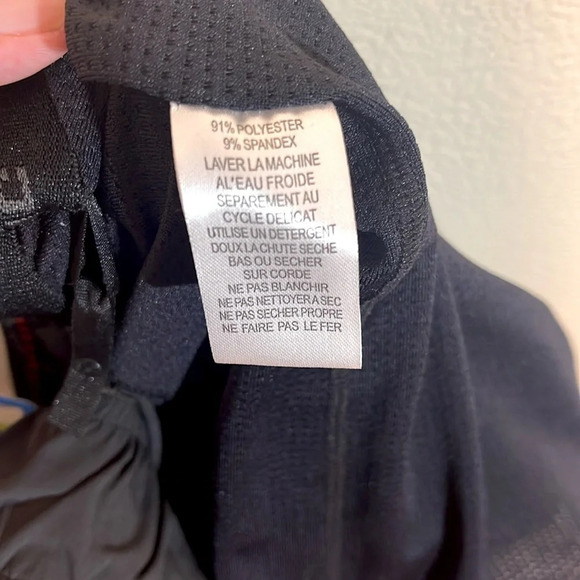 91% POLYESTER
9% SPANDEX
LAVER LA MACHINE
AL'EAU FROIDE
SEPAREMENT AU
CYCLE DELICAT
UTILISE UN DETERGENT
DOUX LA CHUTE SECHE
BAS OU SECHER
SUR CORDE
NE PAS BLANCHIR
NE PAS NETTOYER A SEC
NE PAS SECHER PROPRE
NE FAIRE PAS LE FER